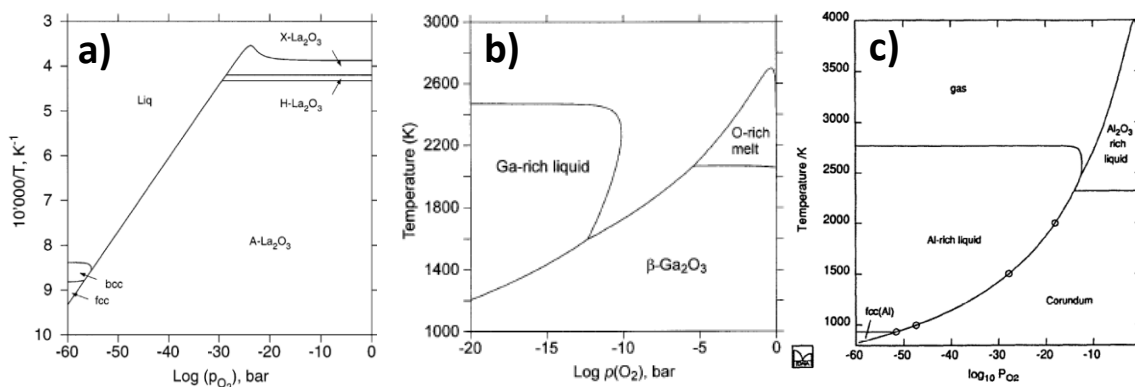 a)
X-La₂O₃
H-La₂O₃
Liq
A-La₂O₃
bcc
fcc
10'000/T, K⁻¹
3
4
5
6
7
8
9
10
-60 -50 -40 -30 -20 -10 0
Log (p_O₂), bar
b)
Temperature (K)
3000
2600
2200
1800
1400
1000
Ga-rich liquid
O-rich
melt
β-Ga₂O₃
-20 -15 -10 -5 0
Log p(O₂), bar
c)
Temperature /K
4000
3500
3000
2500
2000
1500
1000
gas
Al₂O₃
rich
liquid
Al-rich liquid
fcc(Al)
Corundum
-60 -50 -40 -30 -20 -10
log₁₀ P_O2